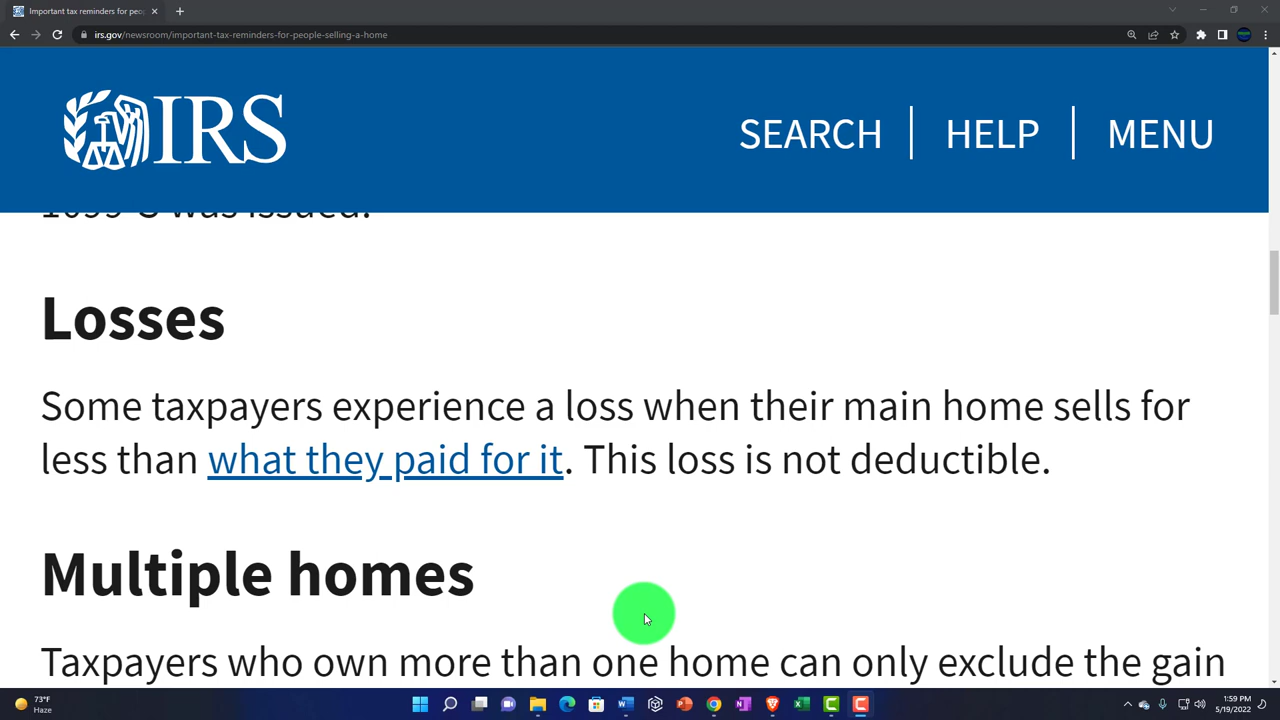 Important tax reminders for peo
irs.gov/newsroom/important-tax-reminders-for-people-selling-a-home
IRS
SEARCH
HELP
MENU
was issued.
Losses
Some taxpayers experience a loss when their main home sells for
less than what they paid for it. This loss is not deductible.
Multiple homes
Taxpayers who own more than one home can only exclude the gain
73°F
Haze
1:59 PM
5/19/2022